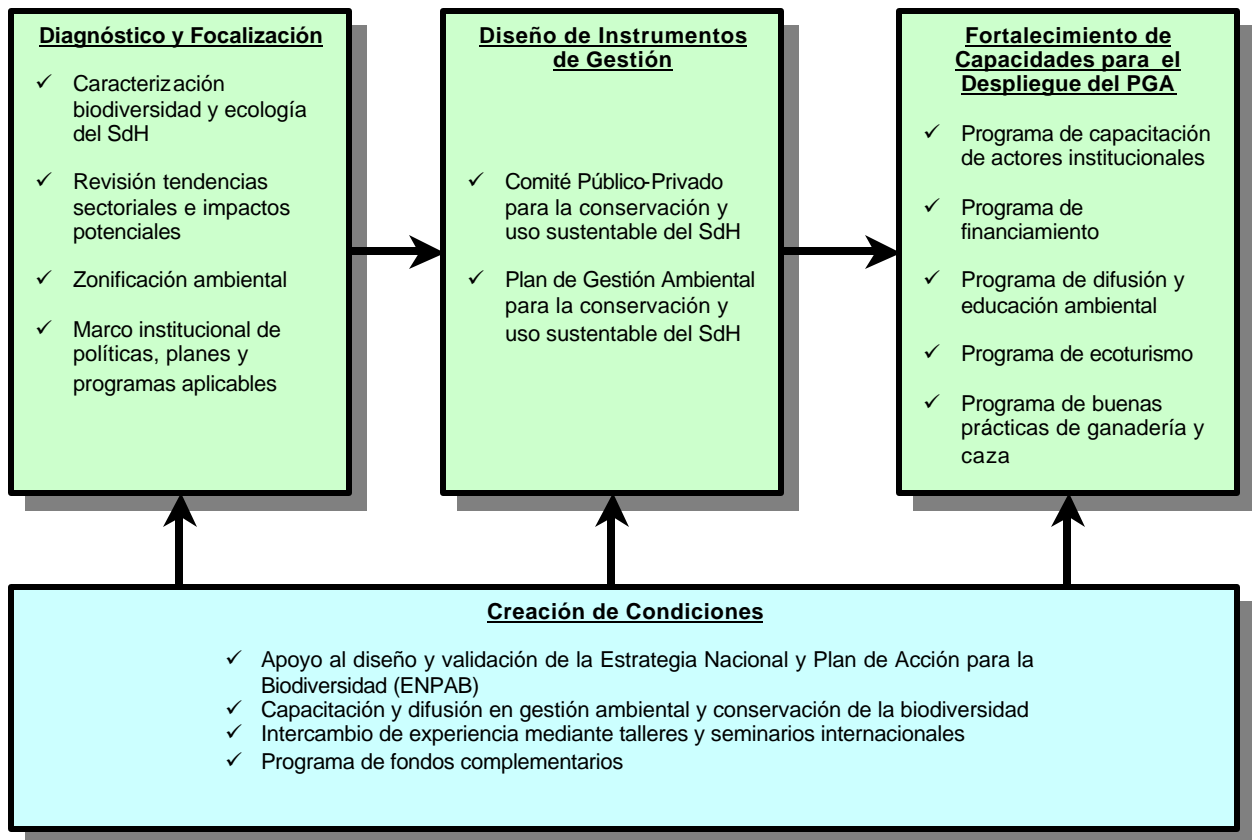 Diagnóstico y Focalización
✓ Caracterización
biodiversidad y ecología
del SdH
✓ Revisión tendencias
sectoriales e impactos
potenciales
✓ Zonificación ambiental
✓ Marco institucional de
políticas, planes y
programas aplicables
Diseño de Instrumentos
de Gestión
✓ Comité Público-Privado
para la conservación y
uso sustentable del SdH
✓ Plan de Gestión Ambiental
para la conservación y
uso sustentable del SdH
Fortalecimiento de
Capacidades para el
Despliegue del PGA
✓ Programa de capacitación
de actores institucionales
✓ Programa de
financiamiento
✓ Programa de difusión y
educación ambiental
✓ Programa de ecoturismo
✓ Programa de buenas
prácticas de ganadería y
caza
Creación de Condiciones
✓ Apoyo al diseño y validación de la Estrategia Nacional y Plan de Acción para la
Biodiversidad (ENPAB)
✓ Capacitación y difusión en gestión ambiental y conservación de la biodiversidad
✓ Intercambio de experiencia mediante talleres y seminarios internacionales
✓ Programa de fondos complementarios